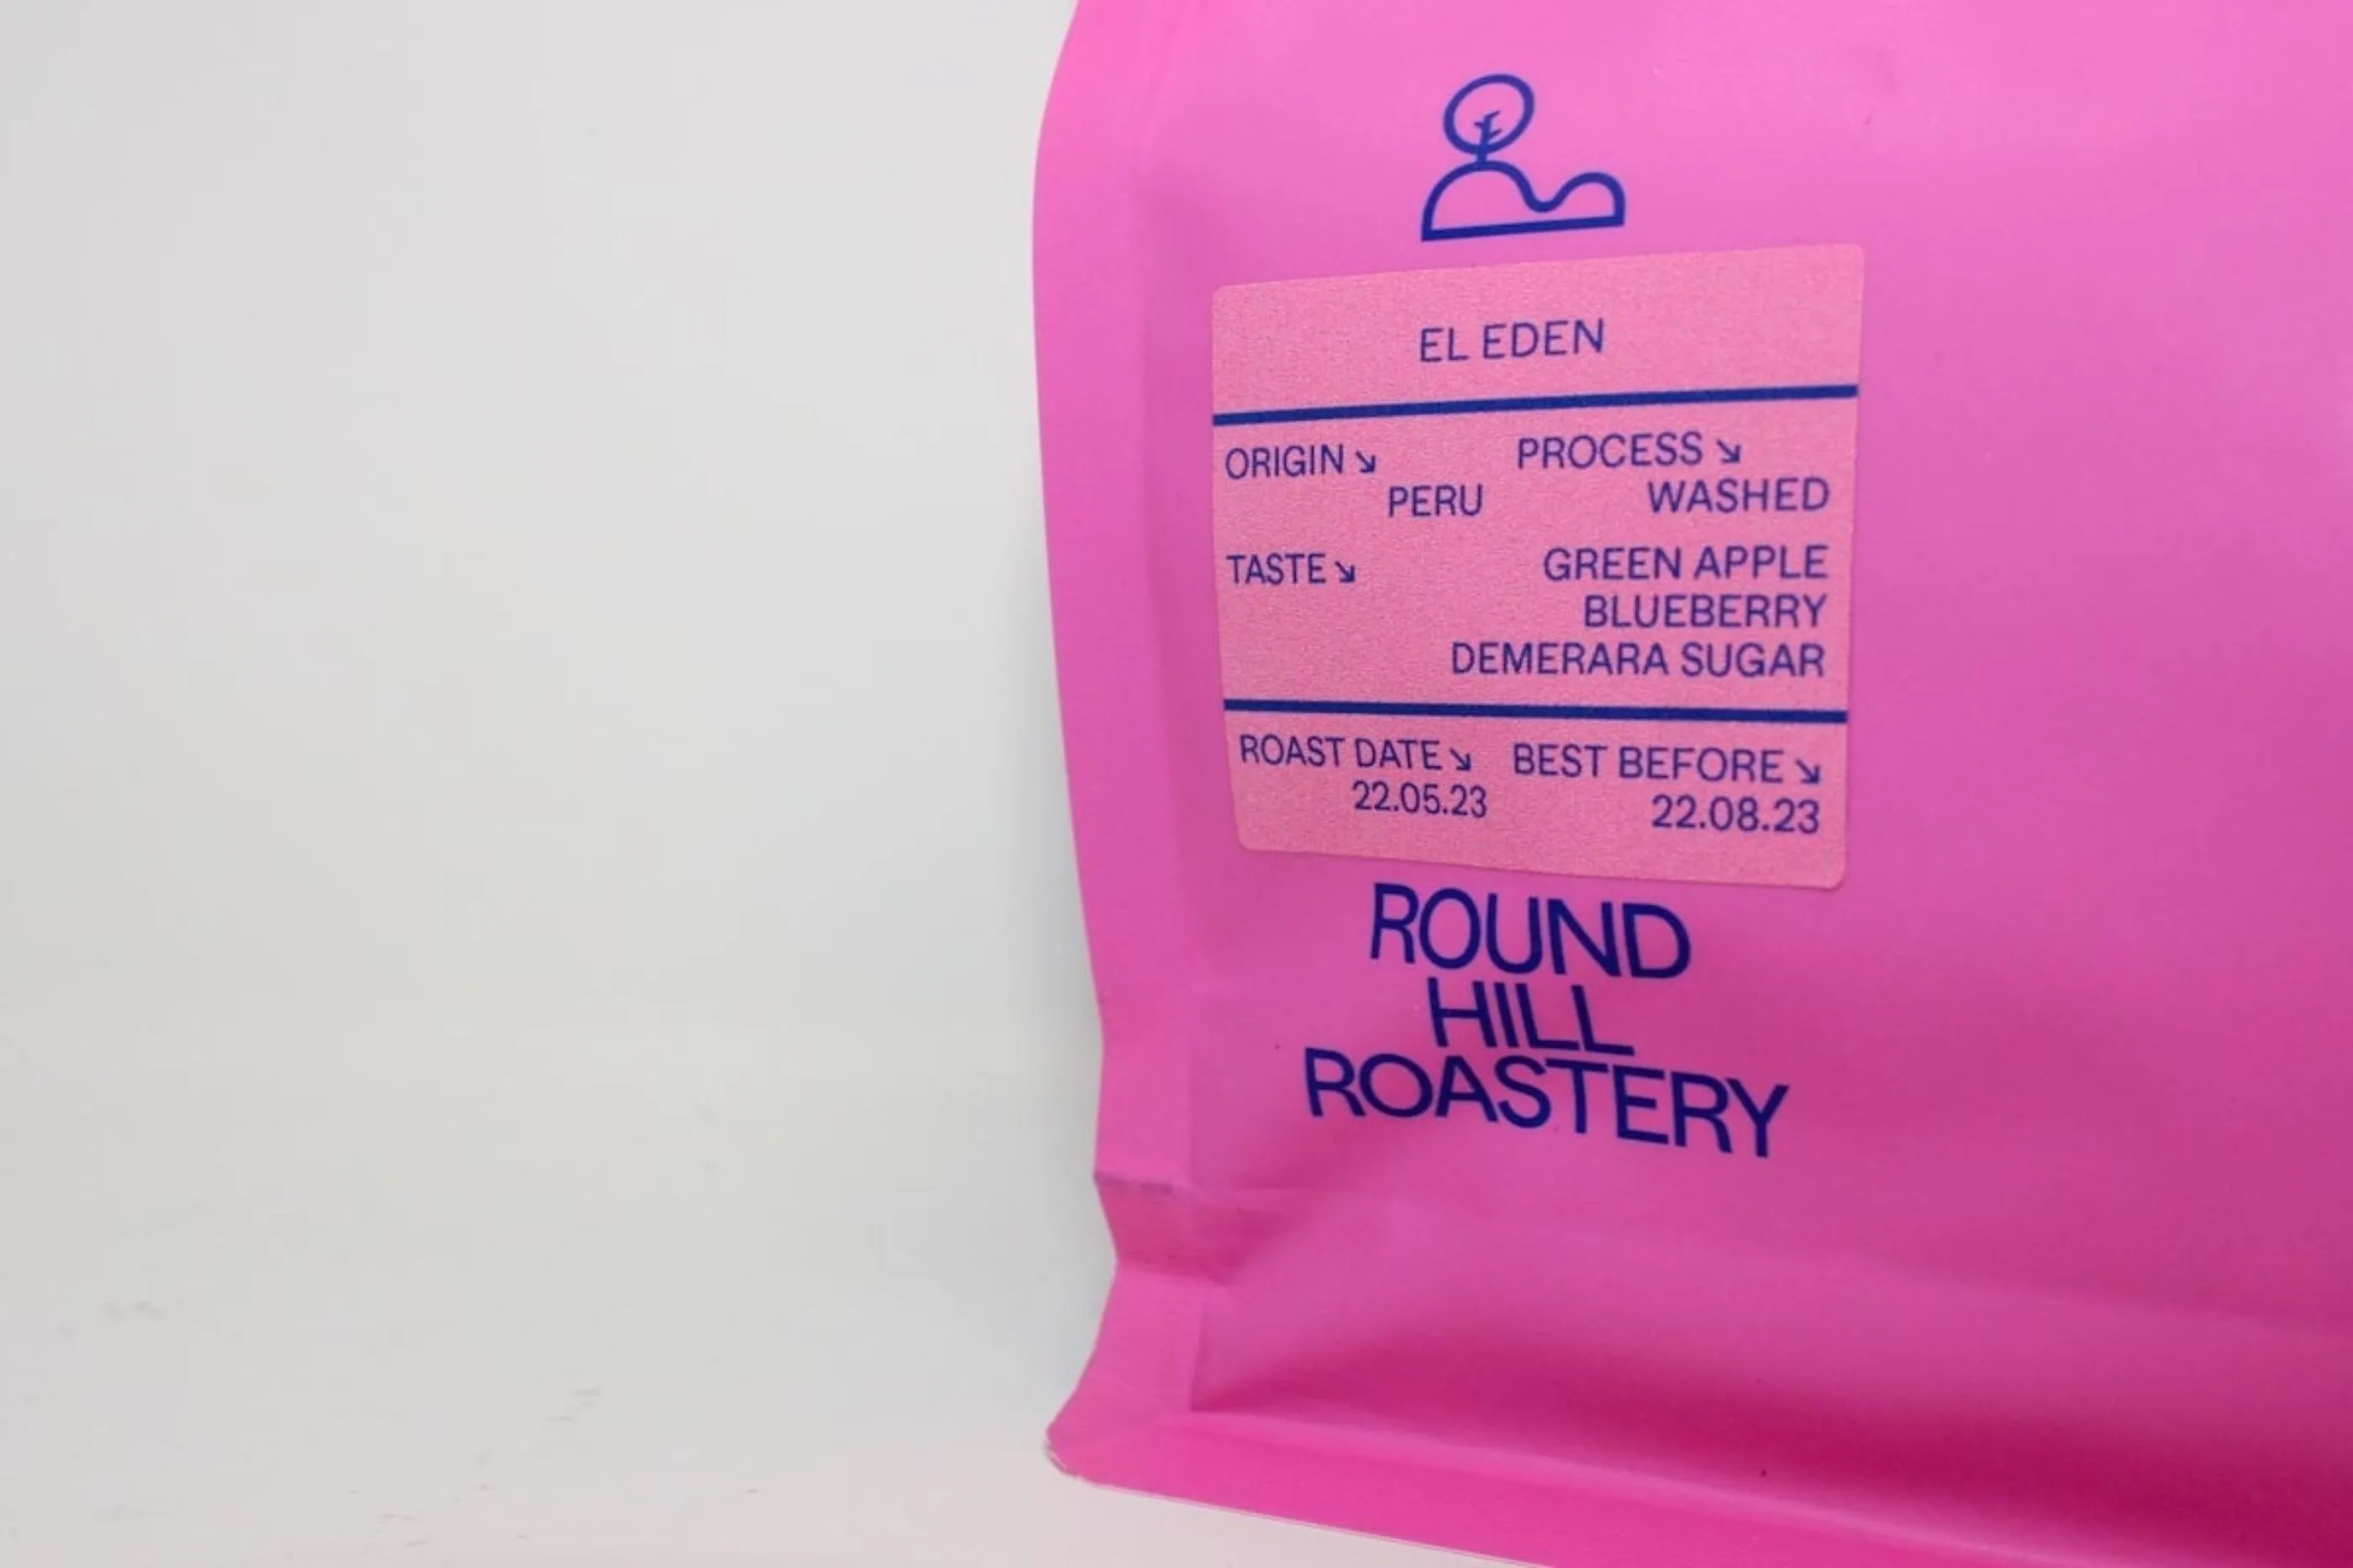 EL EDEN
ORIGIN ↘ PROCESS ↘
PERU WASHED
TASTE ↘ GREEN APPLE
BLUEBERRY
DEMERARA SUGAR
ROAST DATE ↘ BEST BEFORE ↘
22.05.23 22.08.23
ROUND
HILL
ROASTERY